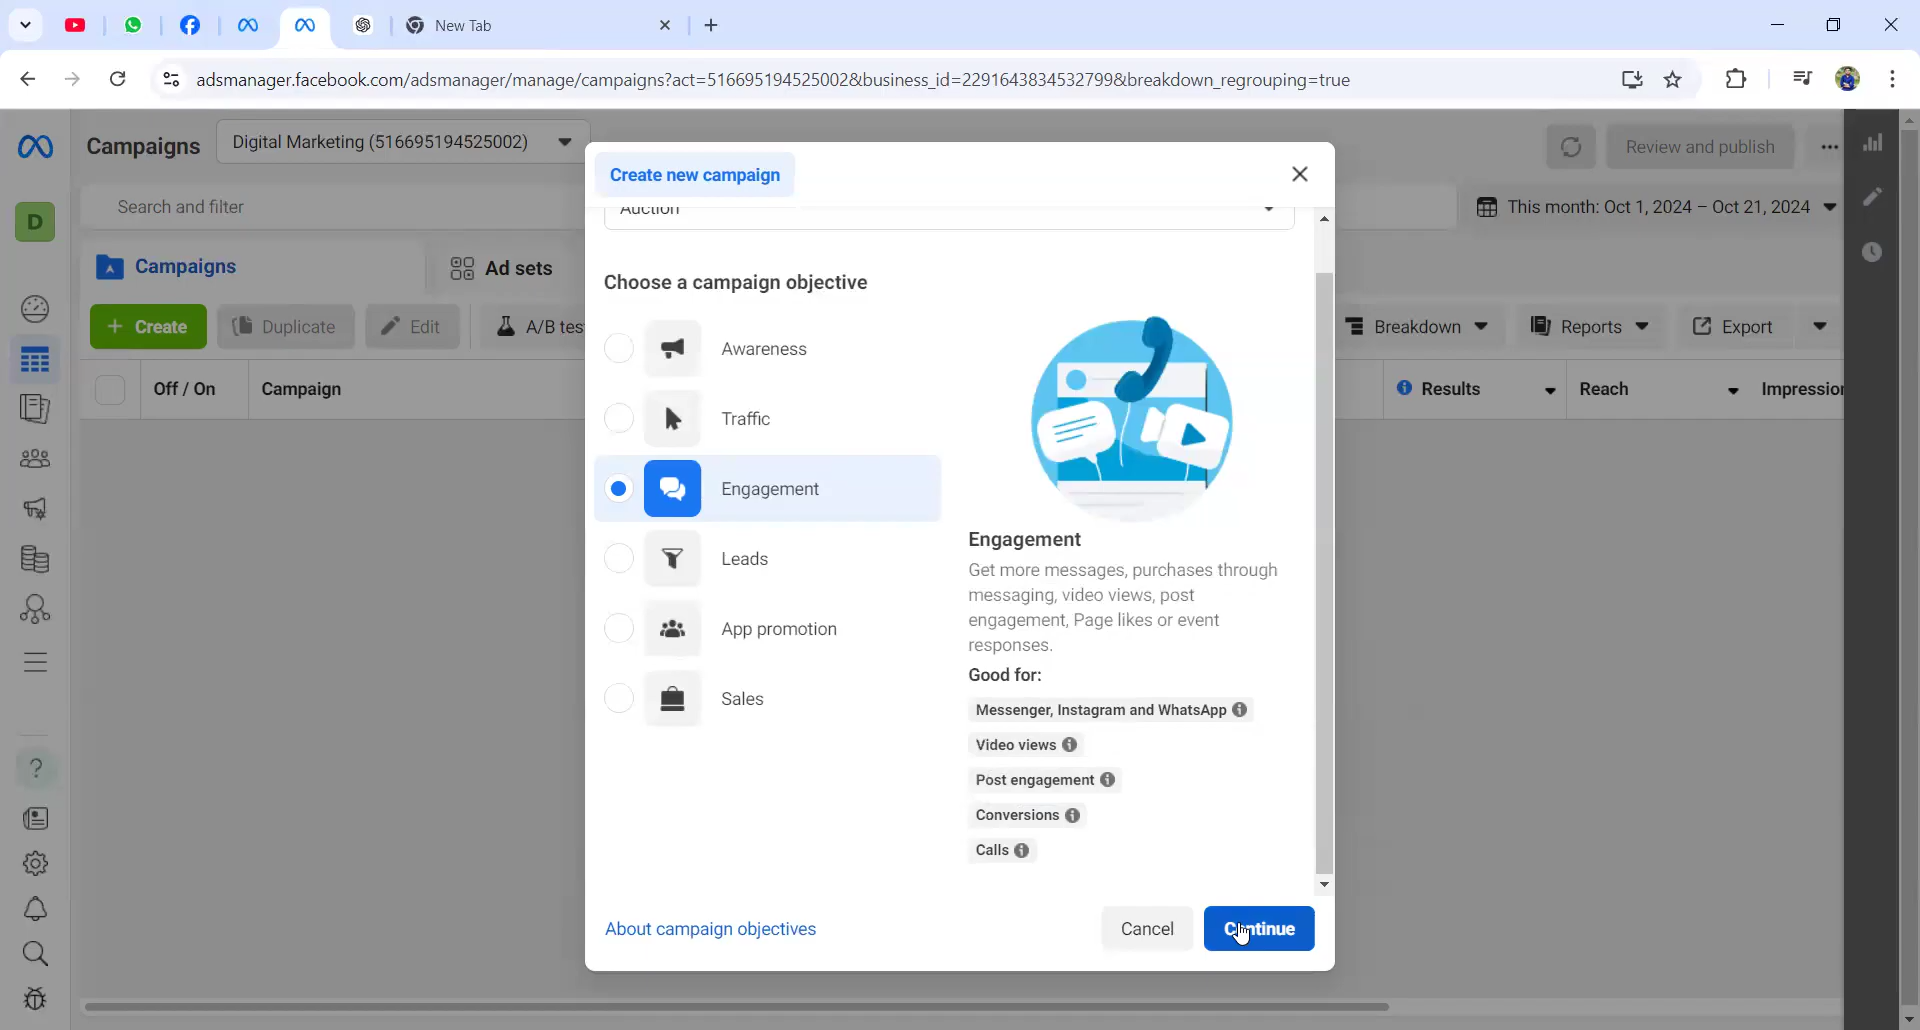 New Tab
adsmanager.facebook.com/adsmanager/manage/campaigns?act=516695194525002&business_id=2291643834532799&breakdown_regrouping=true
Campaigns
Digital Marketing (516695194525002)
Review and publish
D
Search and filter
This month: Oct 1, 2024 – Oct 21, 2024
Campaigns
Ad sets
+ Create
Duplicate
Edit
A/B tes
Breakdown
Reports
Export
Off / On
Campaign
Results
Reach
Impression
Create new campaign
Auction
Choose a campaign objective
Awareness
Traffic
Engagement
Leads
App promotion
Sales
Engagement
Get more messages, purchases through
messaging, video views, post
engagement, Page likes or event
responses.
Good for:
Messenger, Instagram and WhatsApp
Video views
Post engagement
Conversions
Calls
About campaign objectives
Cancel
Continue